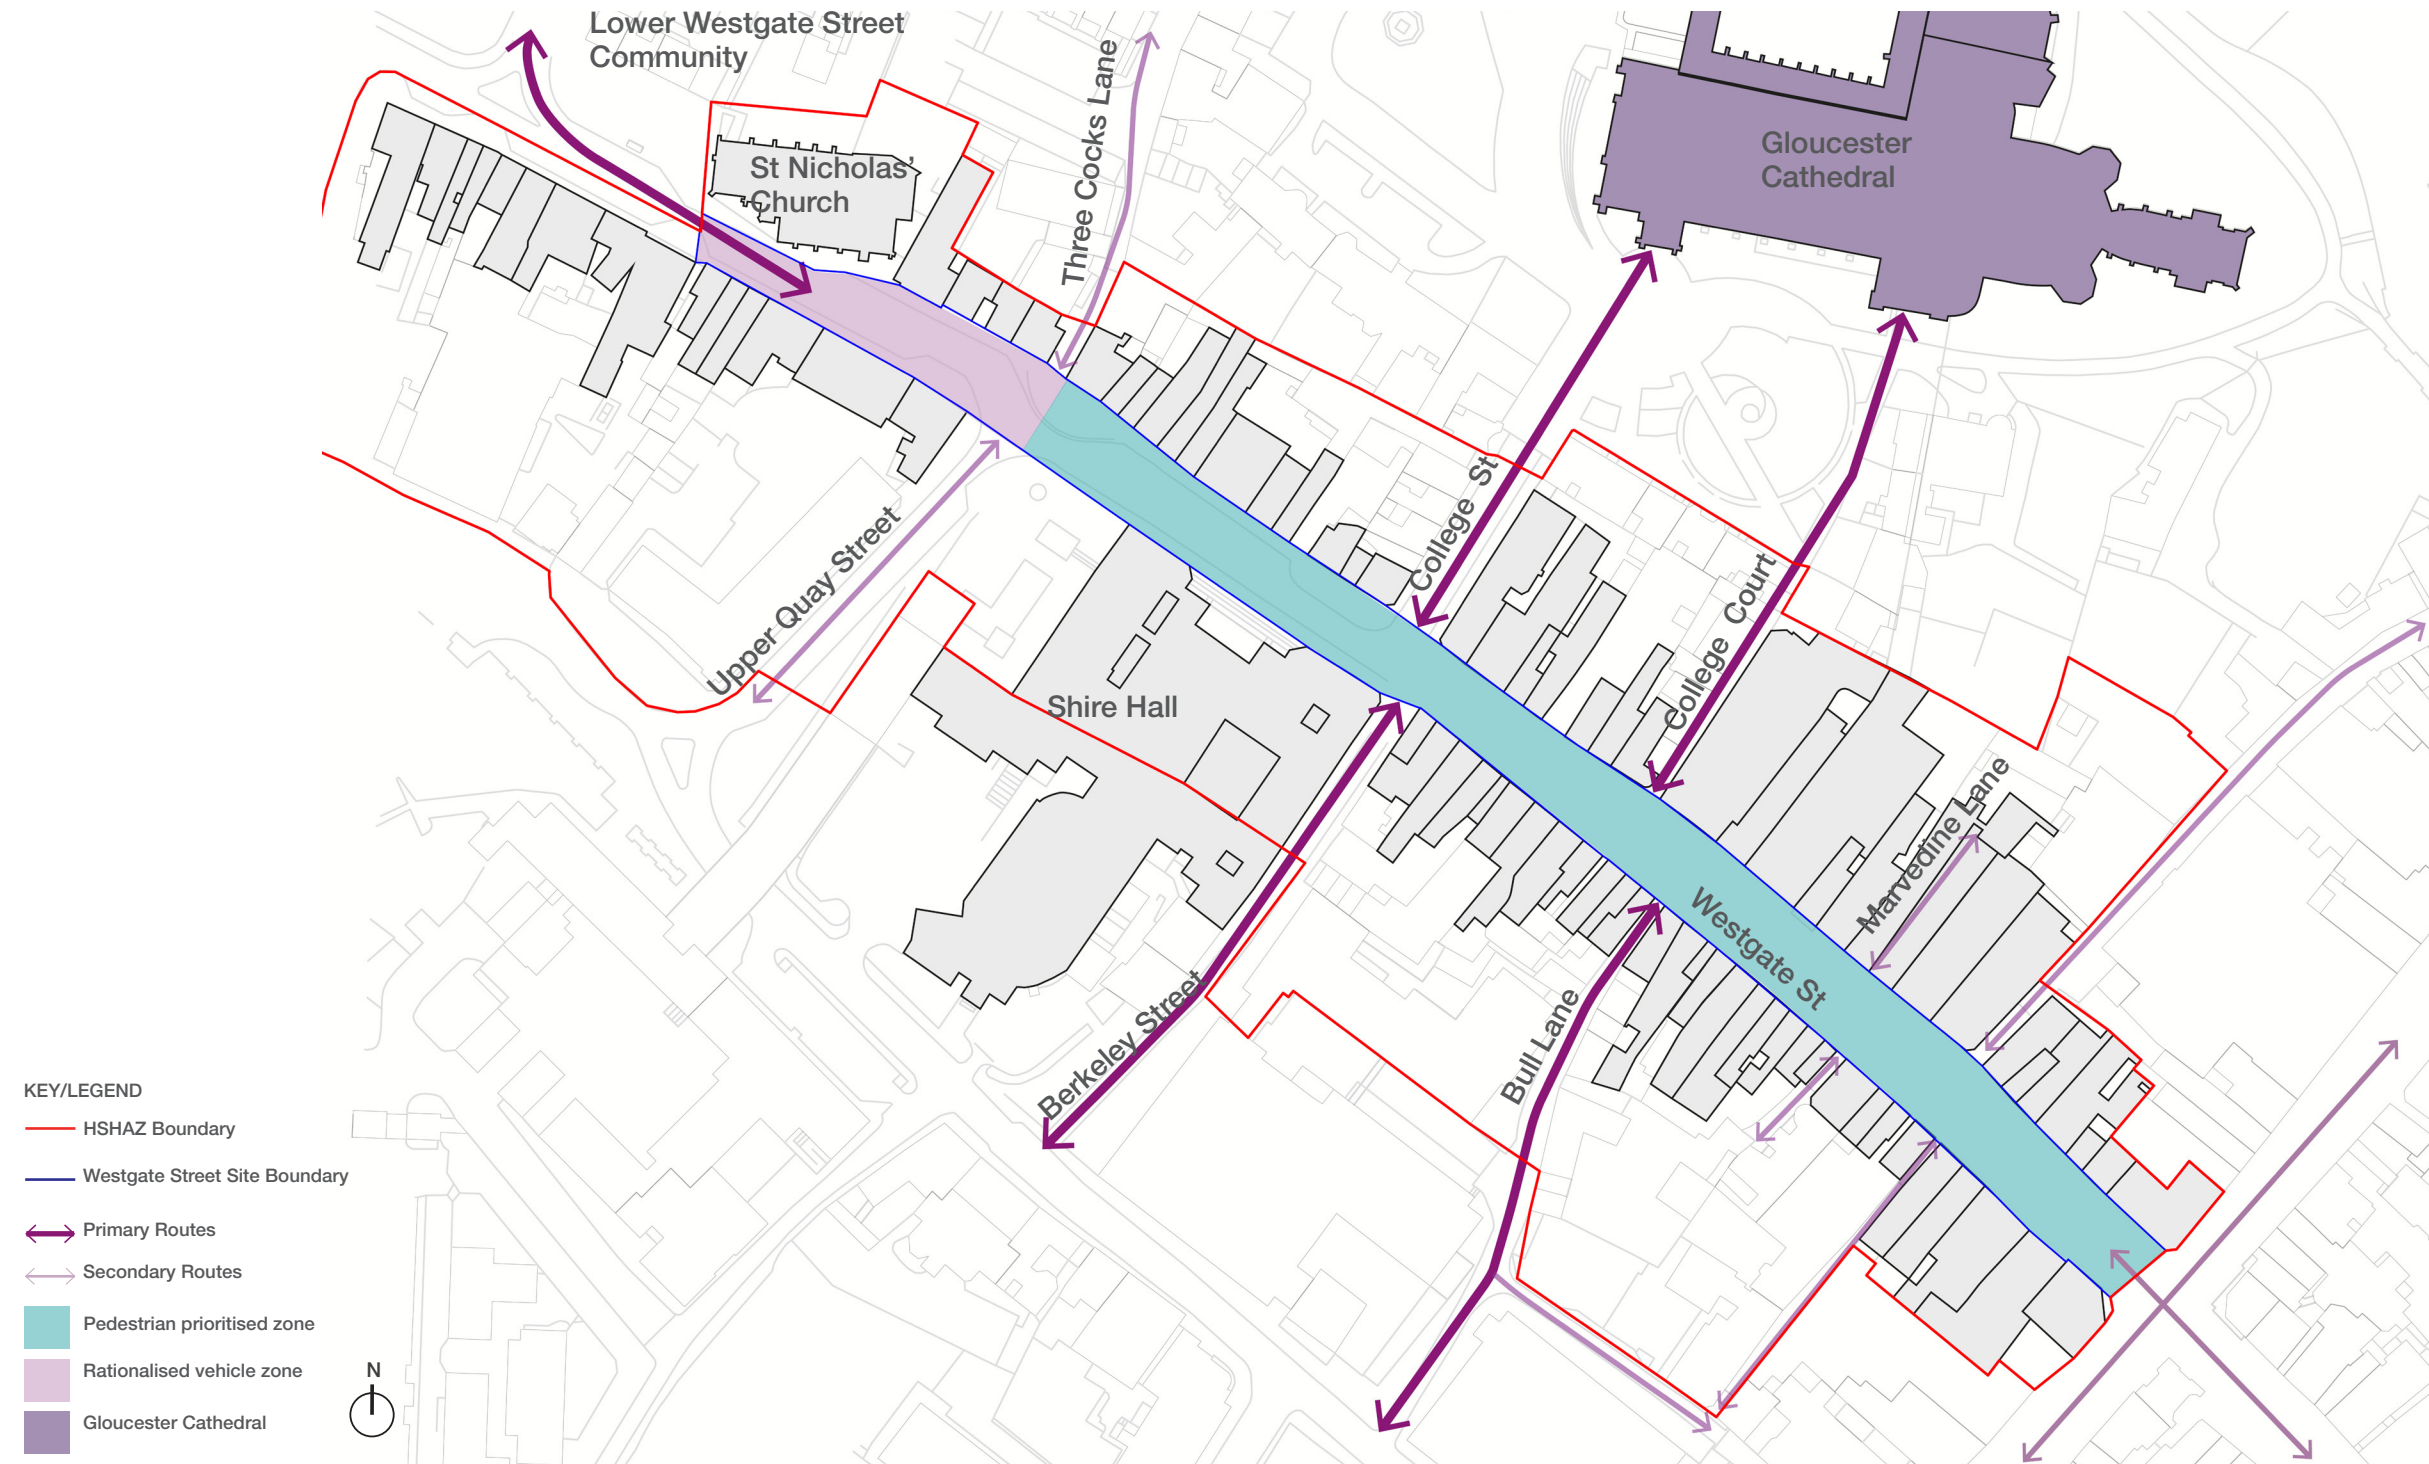 Lower Westgate Street
Community
Three Cocks Lane
St Nicholas'
Church
Gloucester
Cathedral
College St
College Court
Upper Quay Street
Shire Hall
Marvedine Lane
Westgate St
Berkeley Street
Bull Lane
KEY/LEGEND
HSHAZ Boundary
Westgate Street Site Boundary
Primary Routes
Secondary Routes
Pedestrian prioritised zone
Rationalised vehicle zone
Gloucester Cathedral
N